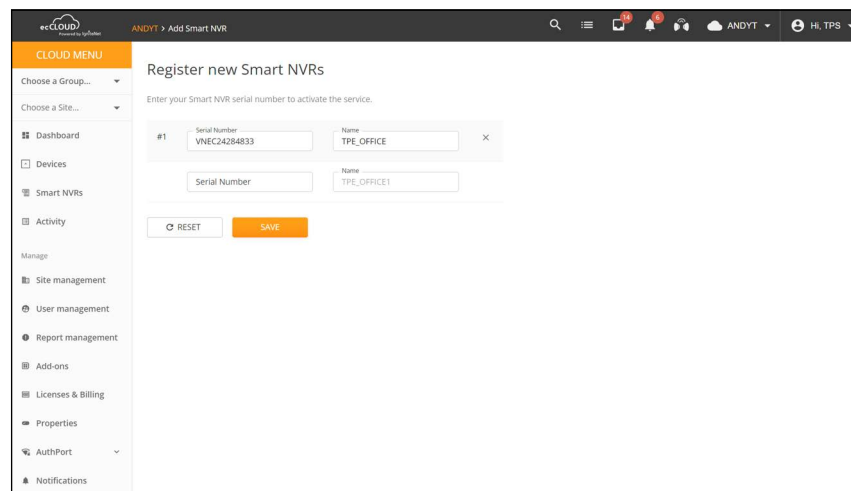 ecCLOUD
Powered by IgniteNet
ANDYT > Add Smart NVR
14
6
ANDYT
Hi, TPS
CLOUD MENU
Choose a Group...
Choose a Site...
Dashboard
Devices
Smart NVRs
Activity
Manage
Site management
User management
Report management
Add-ons
Licenses & Billing
Properties
AuthPort
Notifications
Register new Smart NVRs
Enter your Smart NVR serial number to activate the service.
#1
Serial Number
VNEC24284833
Name
TPE_OFFICE
Serial Number
Name
TPE_OFFICE1
RESET
SAVE